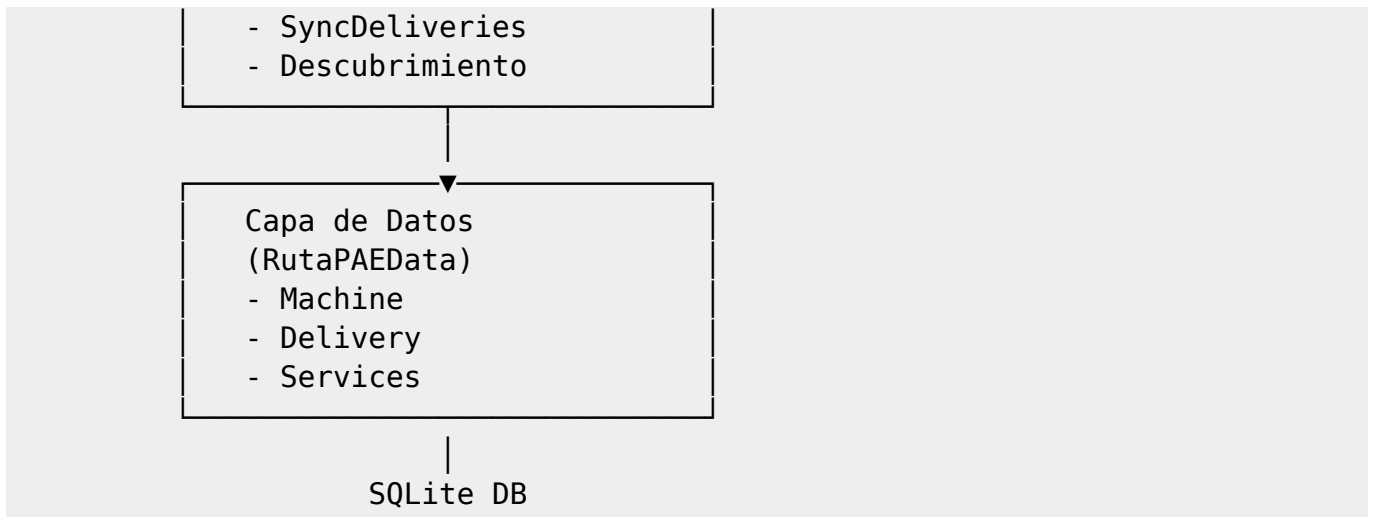 - SyncDeliveries
- Descubrimiento
Capa de Datos
(RutaPAEData)
- Machine
- Delivery
- Services
SQLite DB